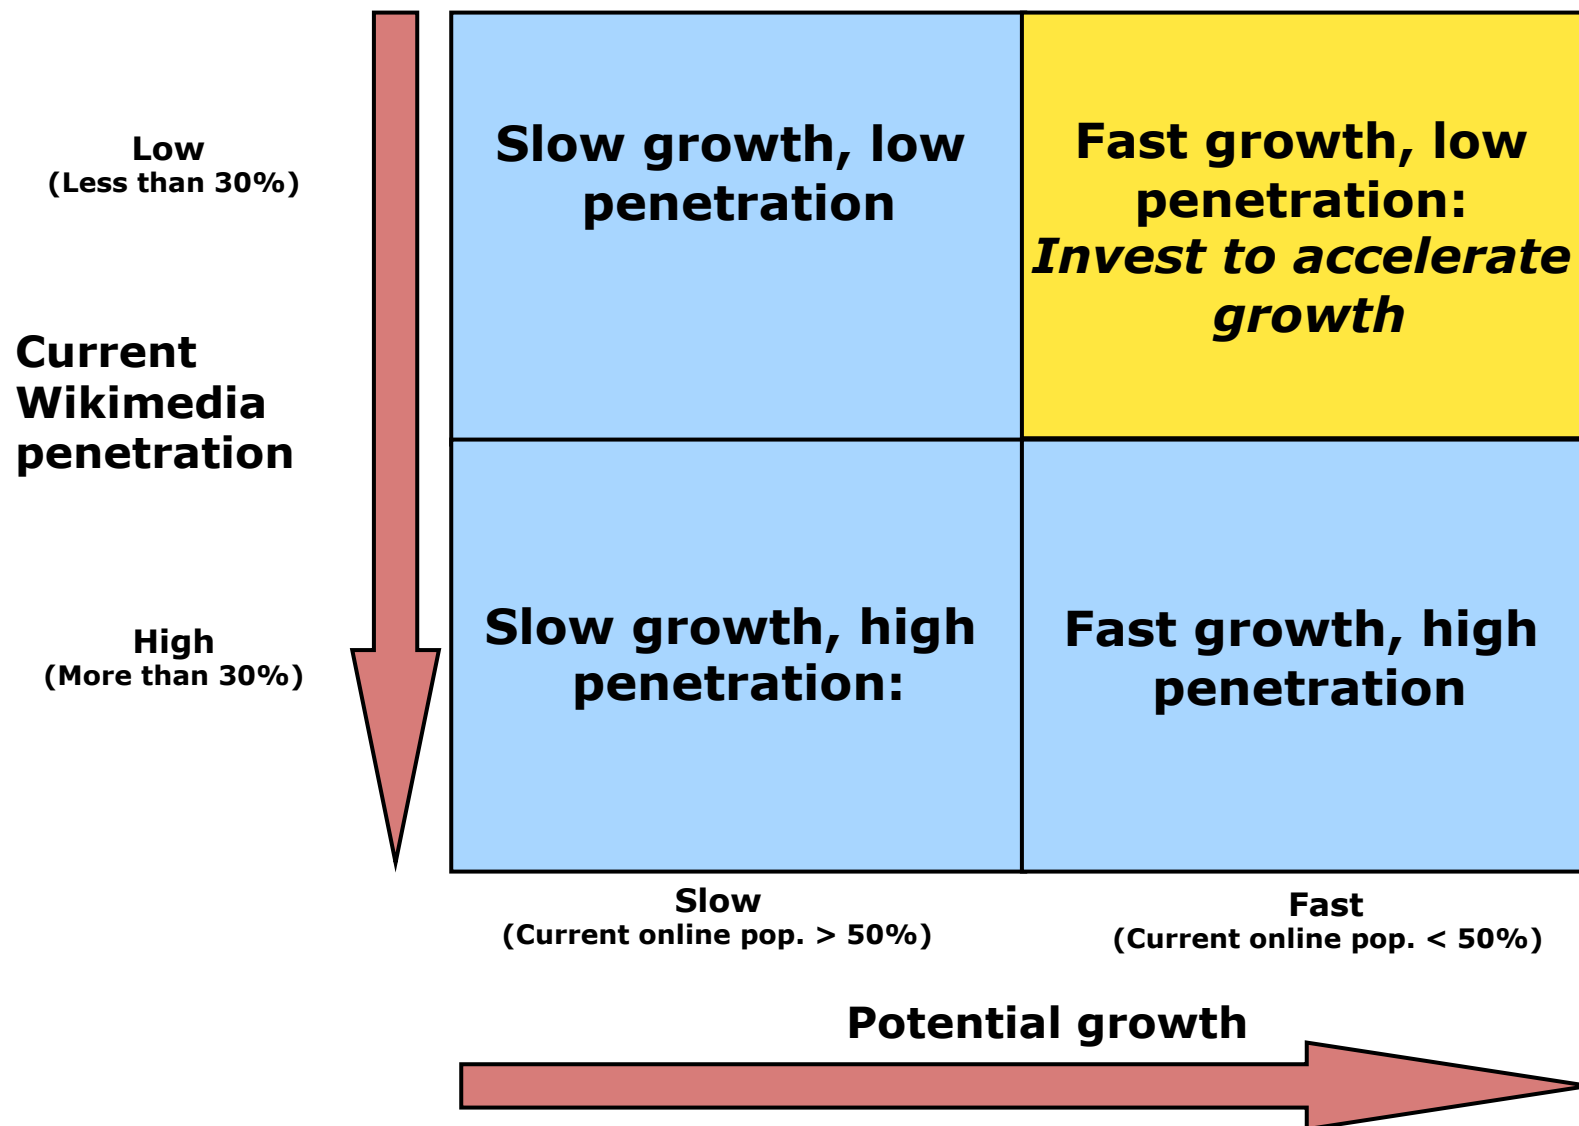 Low
(Less than 30%)
Current
Wikimedia
penetration
High
(More than 30%)
Slow growth, low
penetration
Fast growth, low
penetration:
Invest to accelerate
growth
Slow growth, high
penetration:
Fast growth, high
penetration
Slow
(Current online pop. > 50%)
Fast
(Current online pop. < 50%)
Potential growth